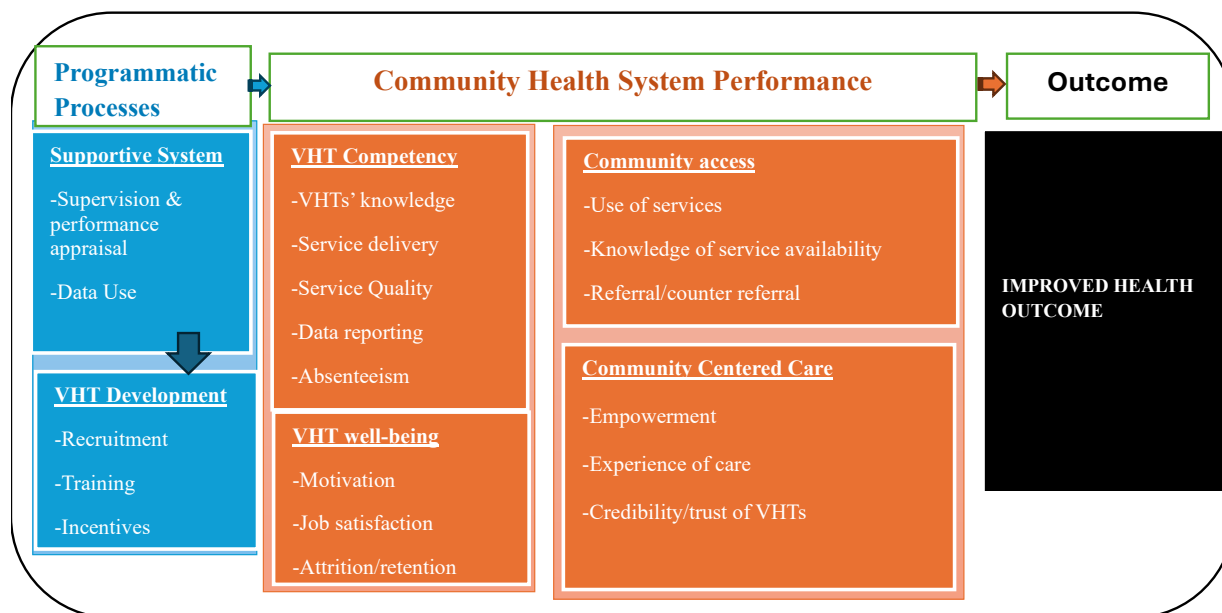 Programmatic
Processes
Community Health System Performance
Outcome
Supportive System
-Supervision &
performance
appraisal
-Data Use
VHT Development
-Recruitment
-Training
-Incentives
VHT Competency
-VHTs’ knowledge
-Service delivery
-Service Quality
-Data reporting
-Absenteeism
VHT well-being
-Motivation
-Job satisfaction
-Attrition/retention
Community access
-Use of services
-Knowledge of service availability
-Referral/counter referral
Community Centered Care
-Empowerment
-Experience of care
-Credibility/trust of VHTs
IMPROVED HEALTH
OUTCOME